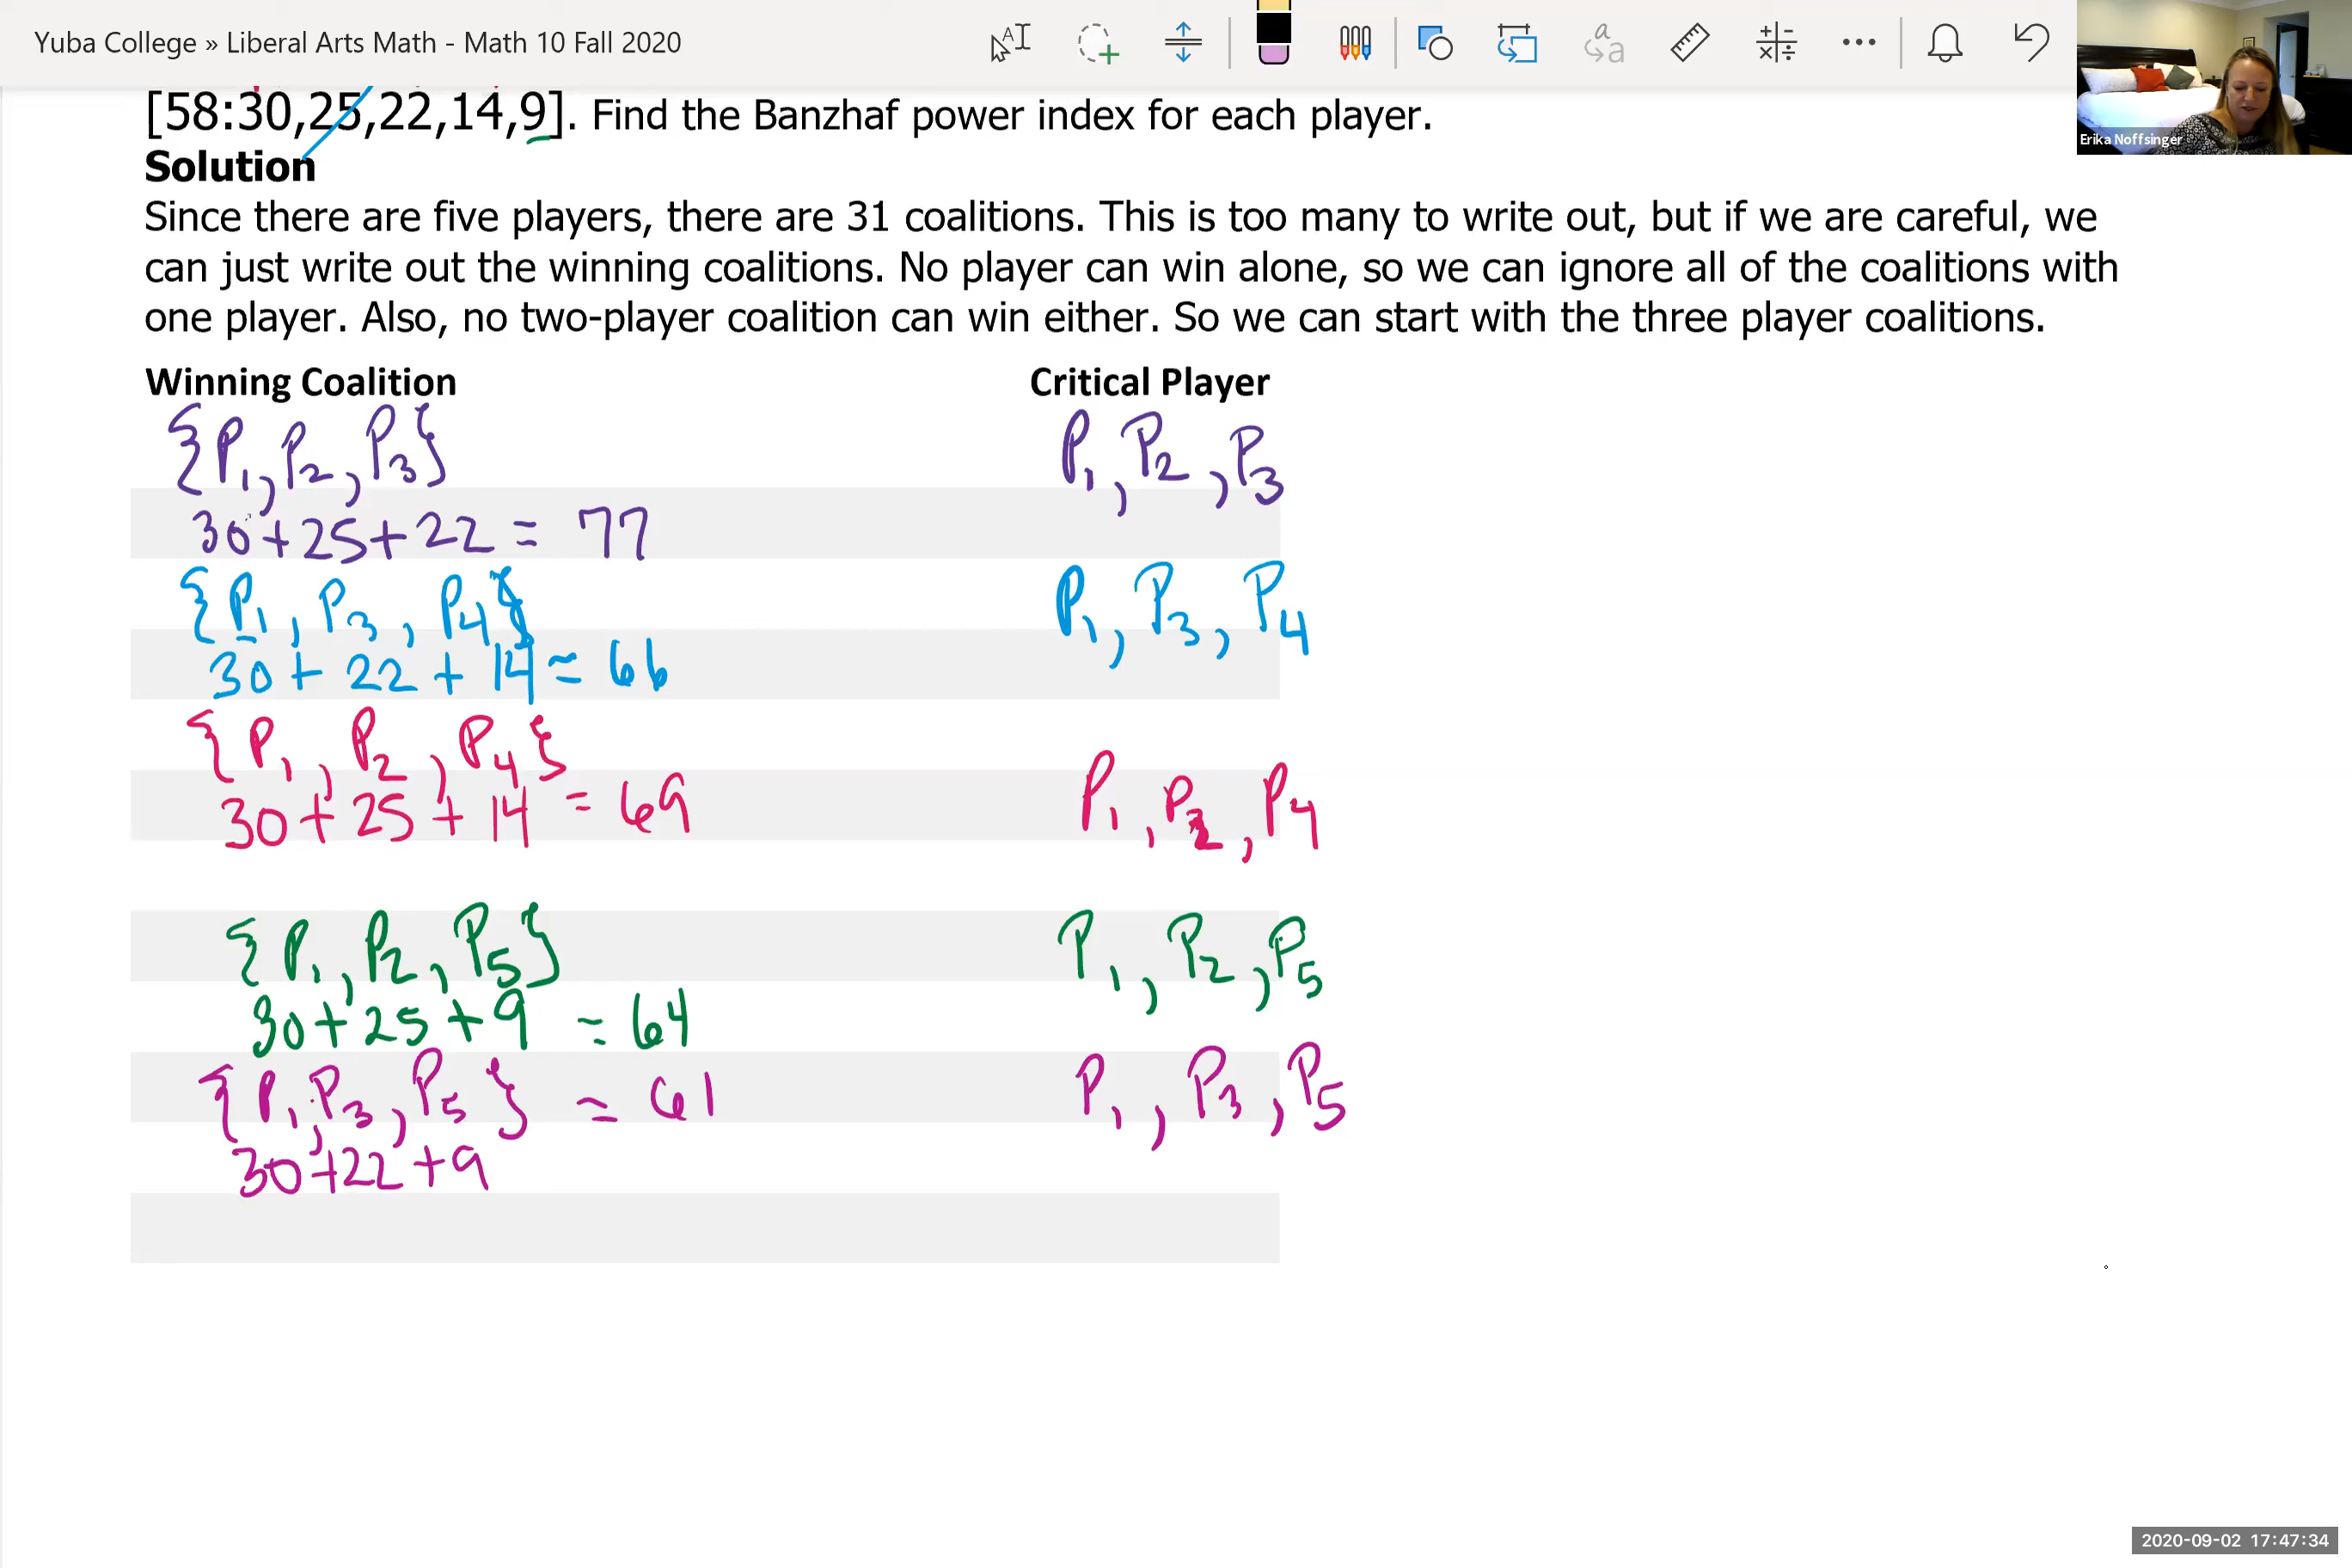 Yuba College » Liberal Arts Math - Math 10 Fall 2020
[58:30,25,22,14,9]. Find the Banzhaf power index for each player.
Erika Noffsinger
Solution
Since there are five players, there are 31 coalitions. This is too many to write out, but if we are careful, we
can just write out the winning coalitions. No player can win alone, so we can ignore all of the coalitions with
one player. Also, no two-player coalition can win either. So we can start with the three player coalitions.
Winning Coalition Critical Player
{P1, P2, P3} P1, P2, P3
30+25+22 = 77
{P1, P3, P4} P1, P3, P4
30+ 22 + 14 = 66
{P1, P2, P4} P1, P2, P4
30+25+14 = 69
{P1, P2, P5} P1, P2, P5
30+25+9 = 64
{P1, P3, P5} = 61 P1, P3, P5
30+22+9
2020-09-02 17:47:34